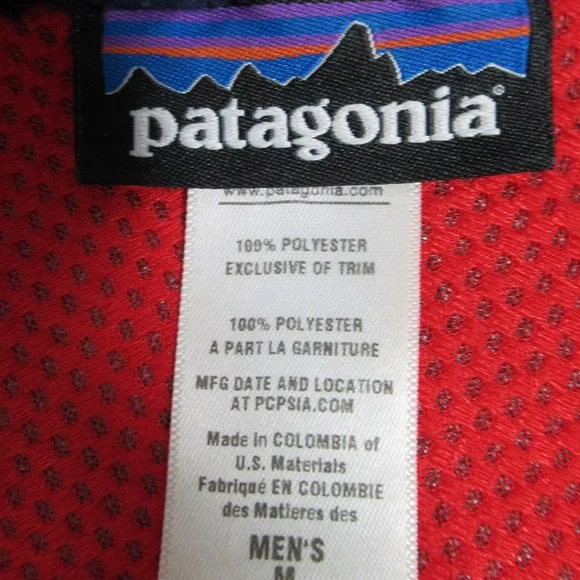 patagonia®
www.patagonia.com
100% POLYESTER
EXCLUSIVE OF TRIM
100% POLYESTER
A PART LA GARNITURE
MFG DATE AND LOCATION
AT PCPSIA.COM
Made in COLOMBIA of
U.S. Materials
Fabriqué EN COLOMBIE
des Matieres des
MEN'S
M